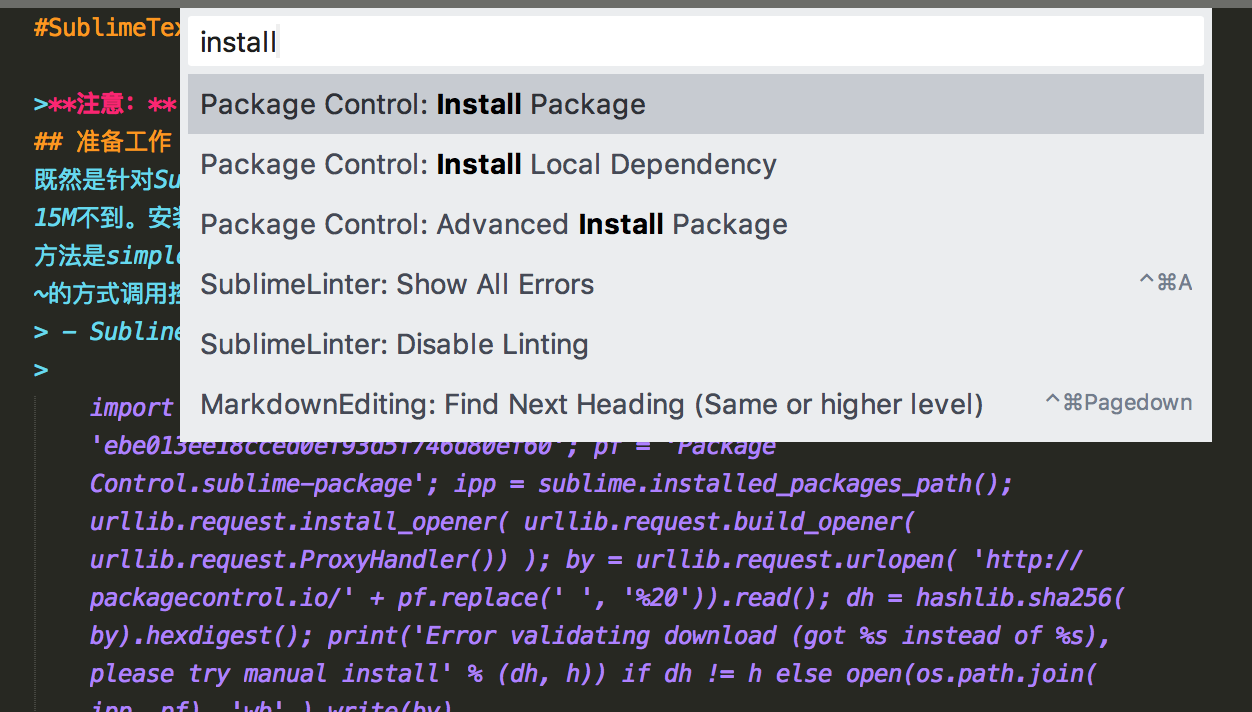 #SublimeTex
install
>**注意：**
Package Control: Install Package
## 准备工作
Package Control: Install Local Dependency
既然是针对Su
15M不到。安装
Package Control: Advanced Install Package
方法是simple
SublimeLinter: Show All Errors ^⌘A
~的方式调用控
> - Subline
SublimeLinter: Disable Linting
>
import
MarkdownEditing: Find Next Heading (Same or higher level) ^⌘Pagedown
'ebe013ee18cced0ef93d5f746d80ef60'; pf = 'Package
Control.sublime-package'; ipp = sublime.installed_packages_path();
urllib.request.install_opener( urllib.request.build_opener(
urllib.request.ProxyHandler()) ); by = urllib.request.urlopen( 'http://
packagecontrol.io/' + pf.replace(' ', '%20')).read(); dh = hashlib.sha256(
by).hexdigest(); print('Error validating download (got %s instead of %s),
please try manual install' % (dh, h)) if dh != h else open(os.path.join(
ipp, pf), 'wb' ).write(by)